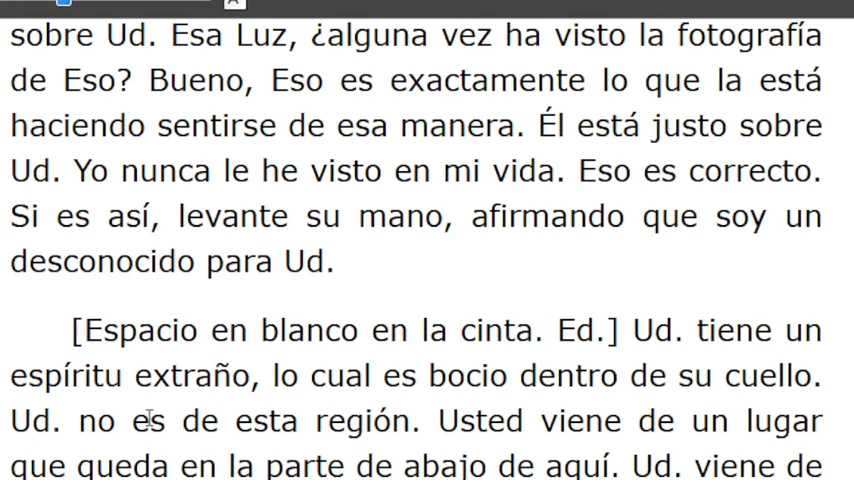 A
sobre Ud. Esa Luz, ¿alguna vez ha visto la fotografía
de Eso? Bueno, Eso es exactamente lo que la está
haciendo sentirse de esa manera. Él está justo sobre
Ud. Yo nunca le he visto en mi vida. Eso es correcto.
Si es así, levante su mano, afirmando que soy un
desconocido para Ud.
[Espacio en blanco en la cinta. Ed.] Ud. tiene un
espíritu extraño, lo cual es bocio dentro de su cuello.
Ud. no es de esta región. Usted viene de un lugar
que queda en la parte de abajo de aquí. Ud. viene de